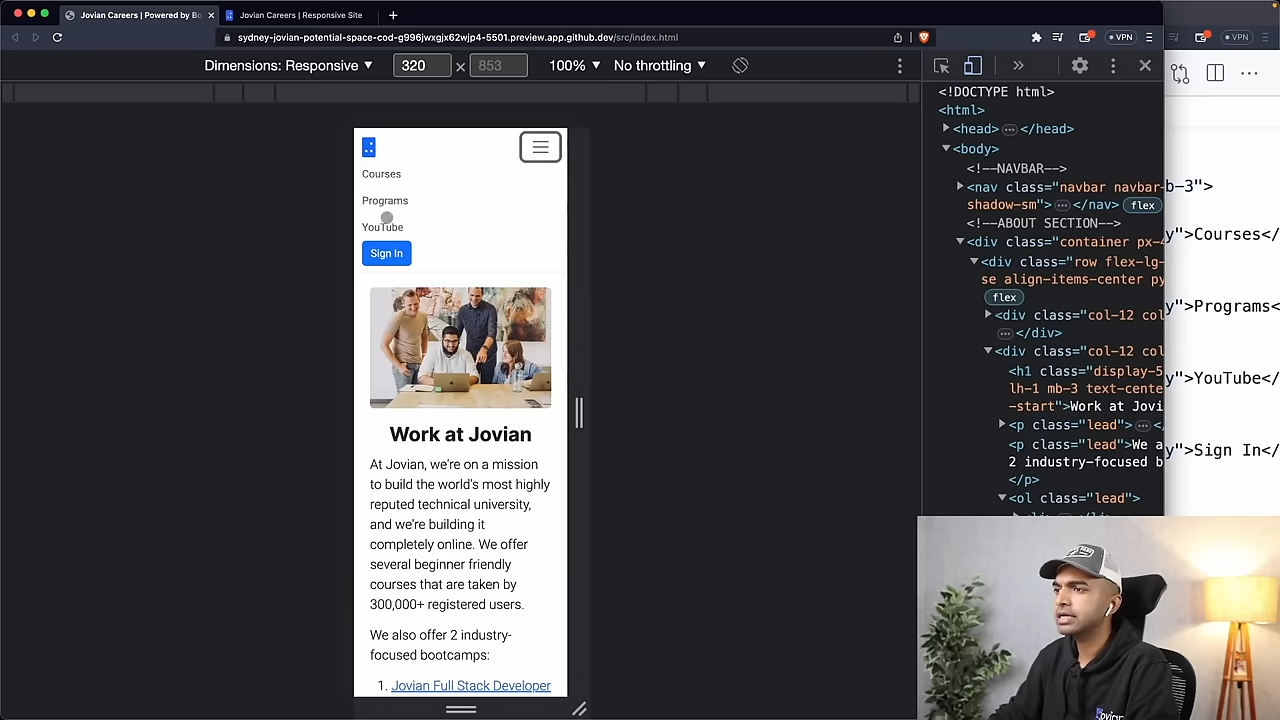 Jovian Careers | Powered by Bo
Jovian Careers | Responsive Site
sydney-jovian-potential-space-cod-g996jwxgjx62wjp4-5501.preview.app.github.dev/src/index.html
VPN
VPN
Dimensions: Responsive
320
×
853
100%
No throttling
<!DOCTYPE html>
<html>
<head> … </head>
<body>
<!--NAVBAR-->
<nav class="navbar navbar-
shadow-sm"> … </nav> flex
<!--ABOUT SECTION-->
<div class="container px-4
<div class="row flex-lg-
se align-items-center py
flex
<div class="col-12 col
… </div>
<div class="col-12 col
<h1 class="display-5
lh-1 mb-3 text-cente
-start">Work at Jovi
<p class="lead"> … </
<p class="lead">We a
2 industry-focused b
</p>
<ol class="lead">
b-3">
y">Courses</
y">Programs<
y">YouTube</
y">Sign In</
Courses
Programs
YouTube
Sign In
Work at Jovian
At Jovian, we're on a mission
to build the world's most highly
reputed technical university,
and we're building it
completely online. We offer
several beginner friendly
courses that are taken by
300,000+ registered users.
We also offer 2 industry-
focused bootcamps:
1. Jovian Full Stack Developer
Jovian